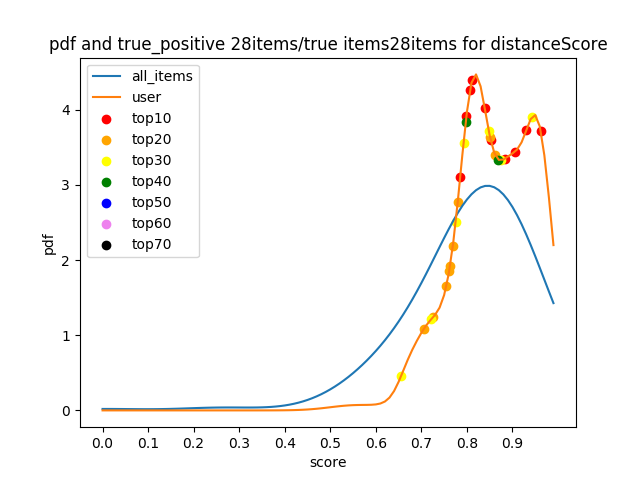 pdf and true_positive 28items/true items28items for distanceScore
all_items
user
top10
top20
top30
top40
top50
top60
top70
4
3
2
1
0
pdf
0.0 0.1 0.2 0.3 0.4 0.5 0.6 0.7 0.8 0.9
score